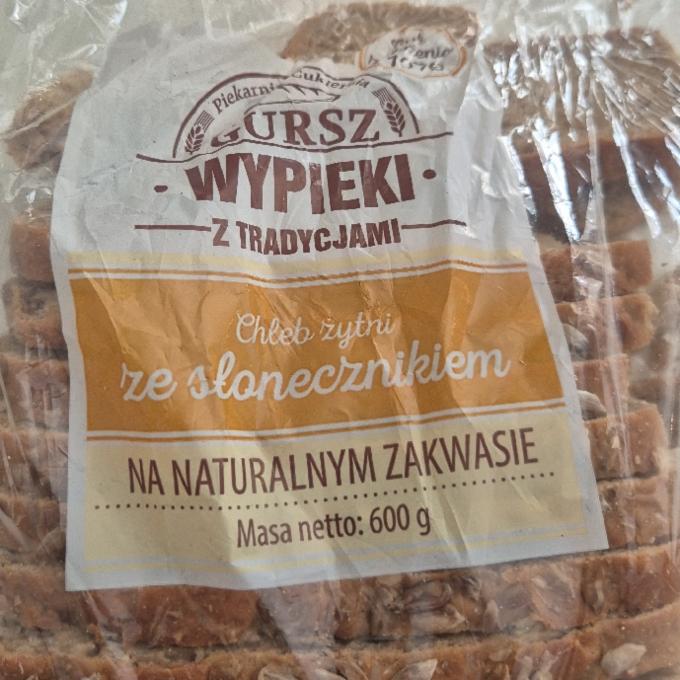 Piekarnia Cukiernia
GURSZ
WYPIEKI
Z TRADYCJAMI
Chleb żytni
ze słonecznikiem
NA NATURALNYM ZAKWASIE
Masa netto: 600 g